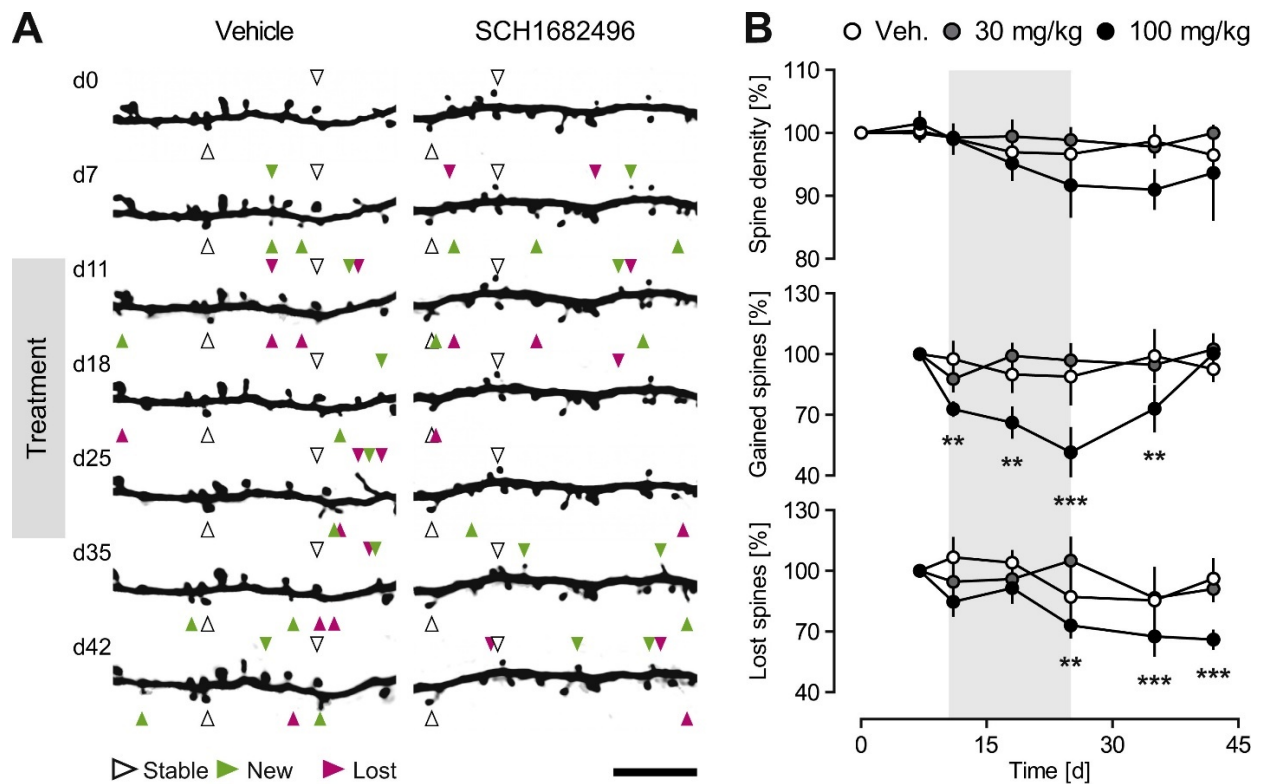 A
Vehicle
SCH1682496
d0
d7
d11
d18
d25
d35
d42
Treatment
Stable
New
Lost
B
Veh.
30 mg/kg
100 mg/kg
Spine density [%]
110
100
90
80
Gained spines [%]
130
100
70
40
**
**
***
**
Lost spines [%]
130
100
70
40
**
***
***
0
15
30
45
Time [d]